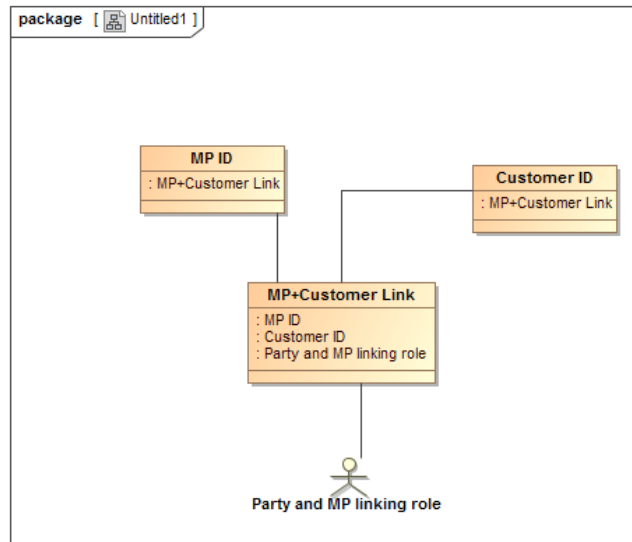 package [ Untitled1 ]
MP ID
: MP+Customer Link
Customer ID
: MP+Customer Link
MP+Customer Link
: MP ID
: Customer ID
: Party and MP linking role
Party and MP linking role